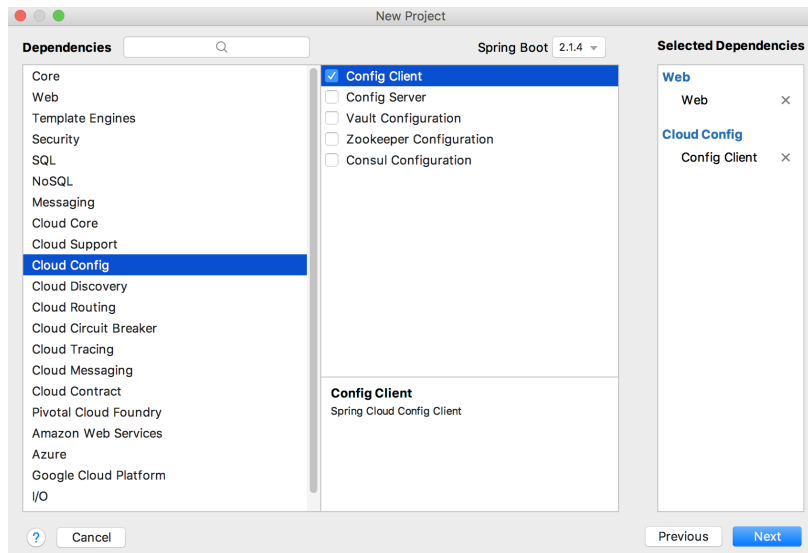 New Project
Dependencies
Spring Boot 2.1.4
Selected Dependencies
Core
Web
Template Engines
Security
SQL
NoSQL
Messaging
Cloud Core
Cloud Support
Cloud Config
Cloud Discovery
Cloud Routing
Cloud Circuit Breaker
Cloud Tracing
Cloud Messaging
Cloud Contract
Pivotal Cloud Foundry
Amazon Web Services
Azure
Google Cloud Platform
I/O
Config Client
Config Server
Vault Configuration
Zookeeper Configuration
Consul Configuration
Config Client
Spring Cloud Config Client
Web
Web
Cloud Config
Config Client
?
Cancel
Previous
Next